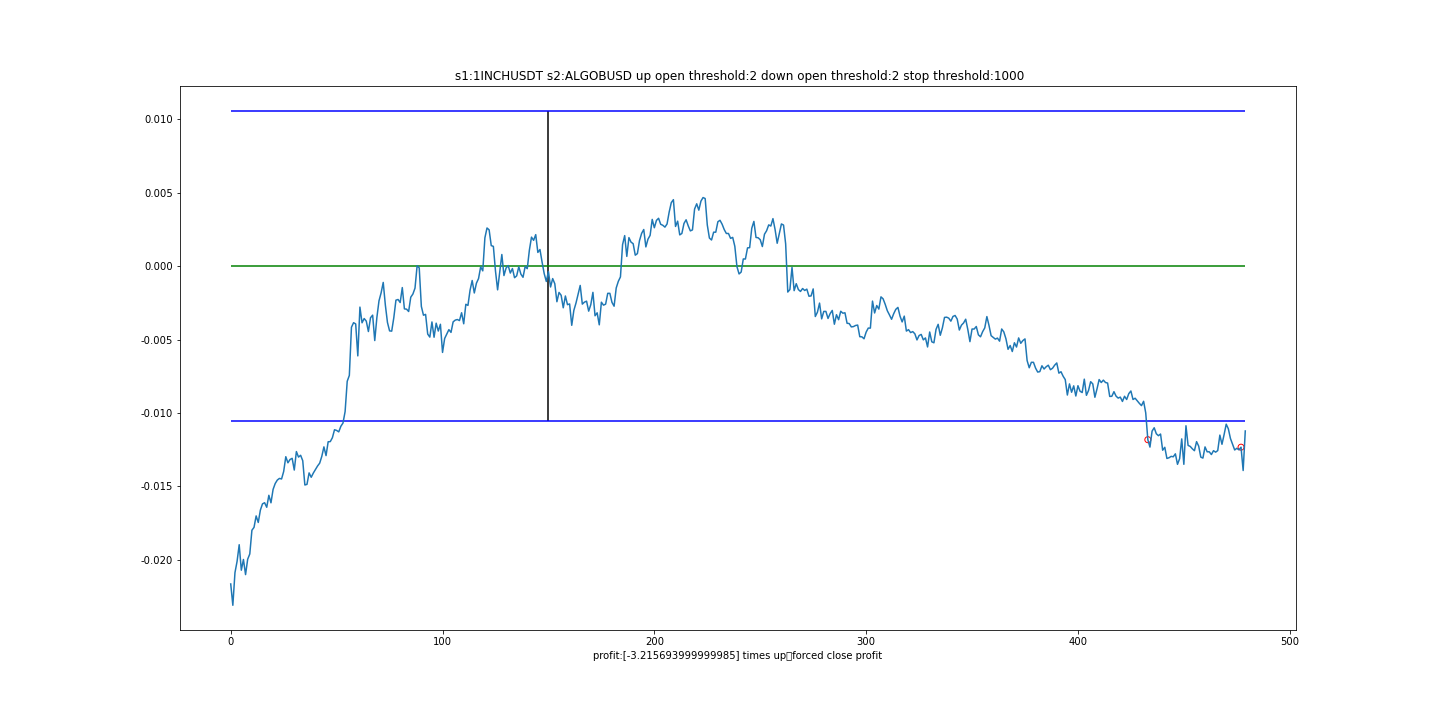 s1:1INCHUSDT s2:ALGOBUSD up open threshold:2 down open threshold:2 stop threshold:1000
0.010
0.005
0.000
-0.005
-0.010
-0.015
-0.020
0 100 200 300 400 500
profit:[-3.215693999999985] times up▯forced close profit